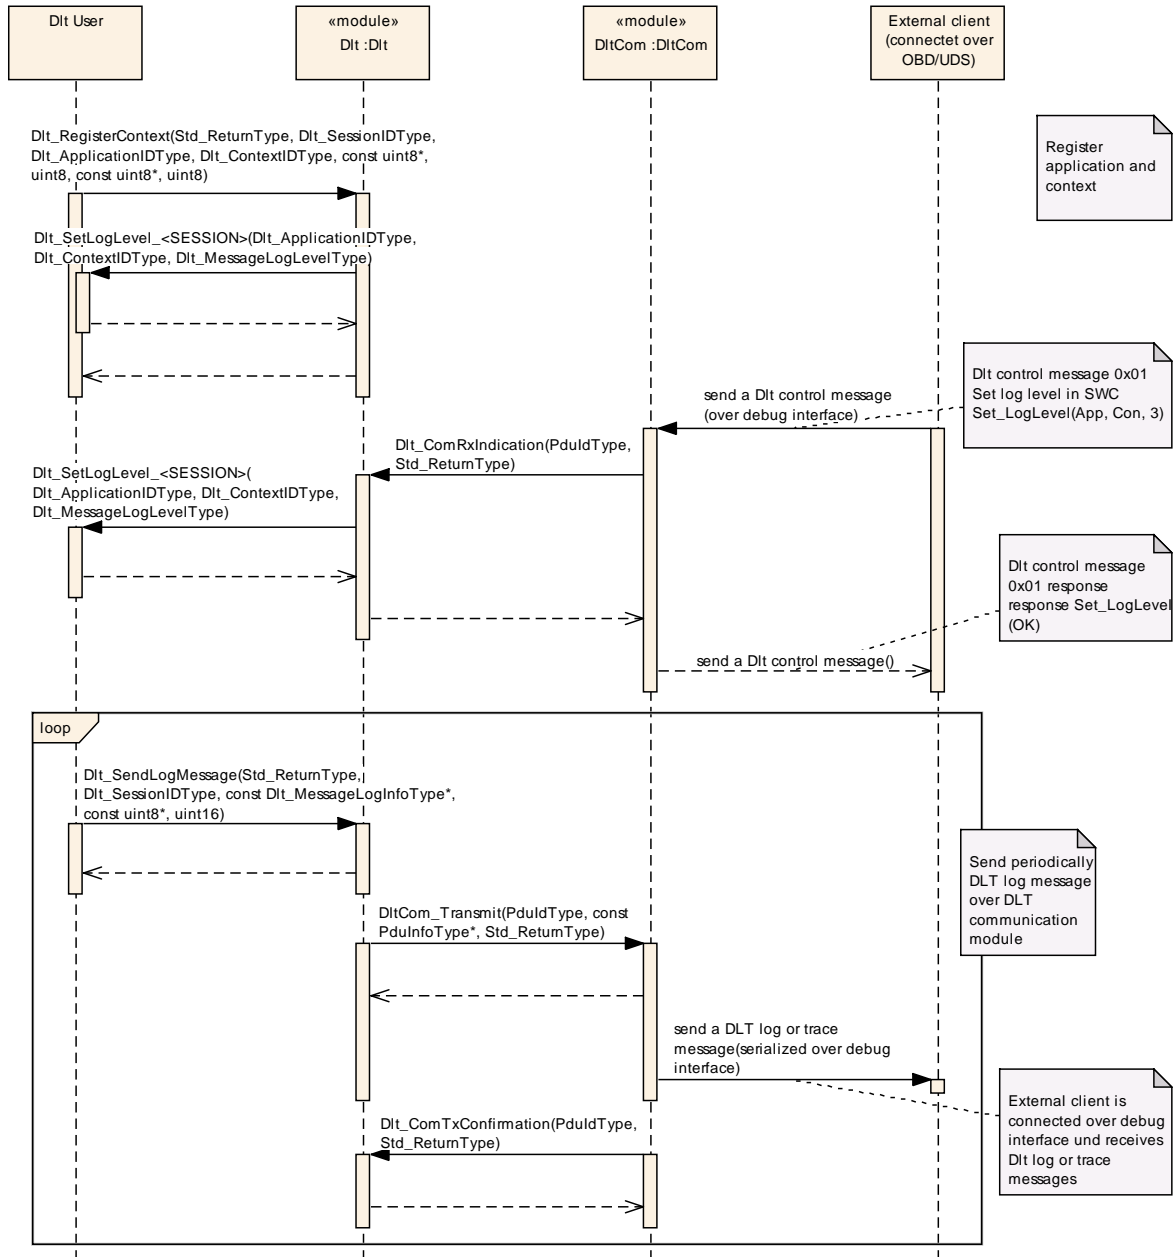 Dlt User
«module»
Dlt :Dlt
«module»
DltCom :DltCom
External client
(connectet over
OBD/UDS)
Dlt_RegisterContext(Std_ReturnType, Dlt_SessionIDType,
Dlt_ApplicationIDType, Dlt_ContextIDType, const uint8*,
uint8, const uint8*, uint8)
Register
application and
context
Dlt_SetLogLevel_<SESSION>(Dlt_ApplicationIDType,
Dlt_ContextIDType, Dlt_MessageLogLevelType)
Dlt control message 0x01
Set log level in SWC
Set_LogLevel(App, Con, 3)
send a Dlt control message
(over debug interface)
Dlt_ComRxIndication(PduIdType,
Std_ReturnType)
Dlt_SetLogLevel_<SESSION>(
Dlt_ApplicationIDType, Dlt_ContextIDType,
Dlt_MessageLogLevelType)
Dlt control message
0x01 response
response Set_LogLevel
(OK)
send a Dlt control message()
loop
Dlt_SendLogMessage(Std_ReturnType,
Dlt_SessionIDType, const Dlt_MessageLogInfoType*,
const uint8*, uint16)
Send periodically
DLT log message
over DLT
communication
module
DltCom_Transmit(PduIdType, const
PduInfoType*, Std_ReturnType)
send a DLT log or trace
message(serialized over debug
interface)
External client is
connected over debug
interface und receives
Dlt log or trace
messages
Dlt_ComTxConfirmation(PduIdType,
Std_ReturnType)